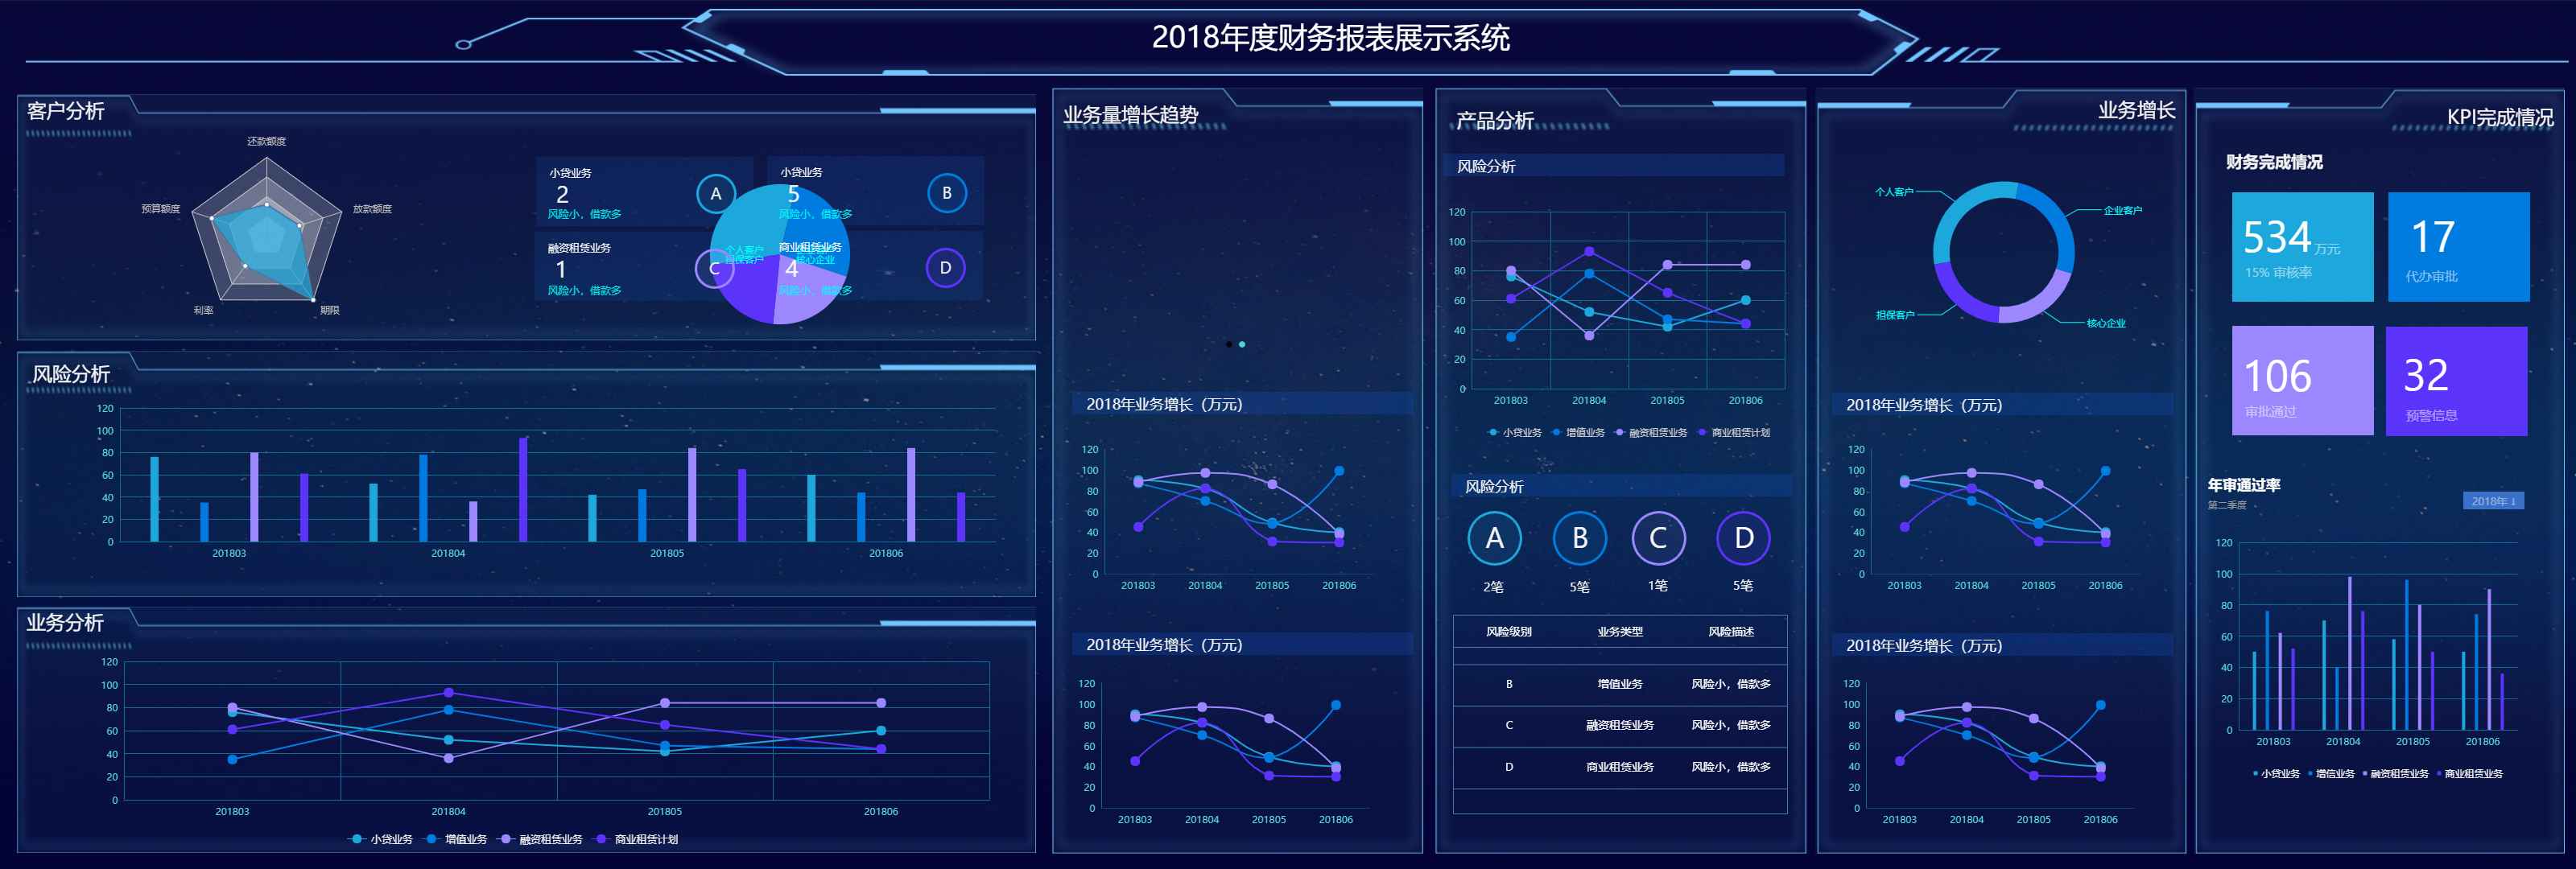 2018年度财务报表展示系统
客户分析
还款额度
预算额度
放款额度
利率
期限
小贷业务
2
风险小，借款多
A
小贷业务
5
风险小，借款多
B
融资租赁业务
1
风险小，借款多
C
商业租赁业务
4
风险小，借款多
D
个人客户
担保客户
核心企业
风险分析
120
100
80
60
40
20
0
201803 201804 201805 201806
业务分析
120
100
80
60
40
20
0
201803 201804 201805 201806
小贷业务 增值业务 融资租赁业务 商业租赁计划
业务量增长趋势
2018年业务增长（万元）
120
100
80
60
40
20
0
201803 201804 201805 201806
2018年业务增长（万元）
120
100
80
60
40
20
0
201803 201804 201805 201806
产品分析
风险分析
120
100
80
60
40
20
0
201803 201804 201805 201806
小贷业务 增值业务 融资租赁业务 商业租赁计划
风险分析
A B C D
2笔 5笔 1笔 5笔
风险级别 业务类型 风险描述
B 增值业务 风险小，借款多
C 融资租赁业务 风险小，借款多
D 商业租赁业务 风险小，借款多
业务增长
个人客户
企业客户
担保客户
核心企业
2018年业务增长（万元）
120
100
80
60
40
20
0
201803 201804 201805 201806
2018年业务增长（万元）
120
100
80
60
40
20
0
201803 201804 201805 201806
KPI完成情况
财务完成情况
534万元
15% 审核率
17
代办审批
106
审批通过
32
预警信息
年审通过率
第二季度
2018年
120
100
80
60
40
20
0
201803 201804 201805 201806
小贷业务 增信业务 融资租赁业务 商业租赁业务